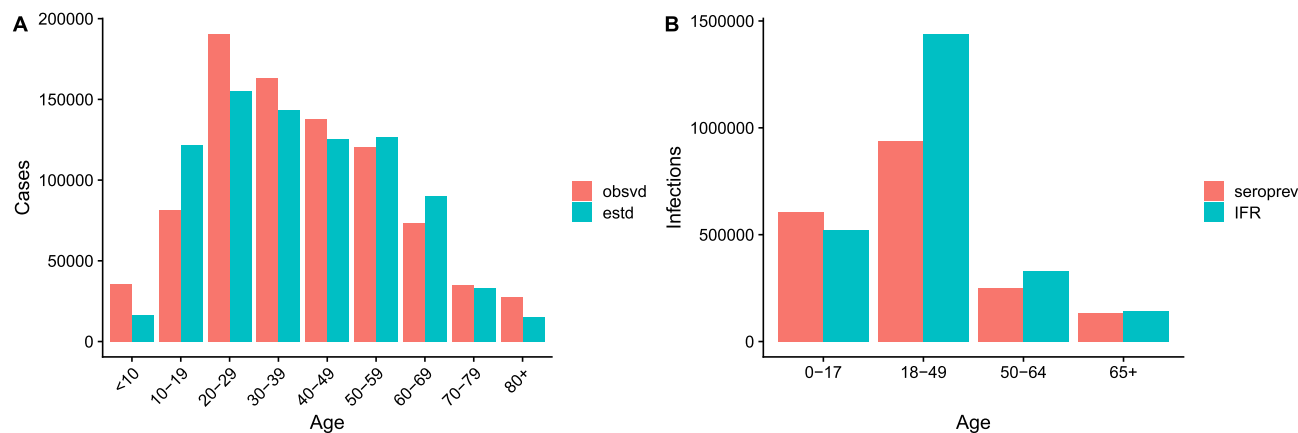 A
200000
150000
100000
50000
0
Cases
<10
10−19
20−29
30−39
40−49
50−59
60−69
70−79
80+
Age
obsvd
estd
B
1500000
1000000
500000
0
Infections
0−17
18−49
50−64
65+
Age
seroprev
IFR